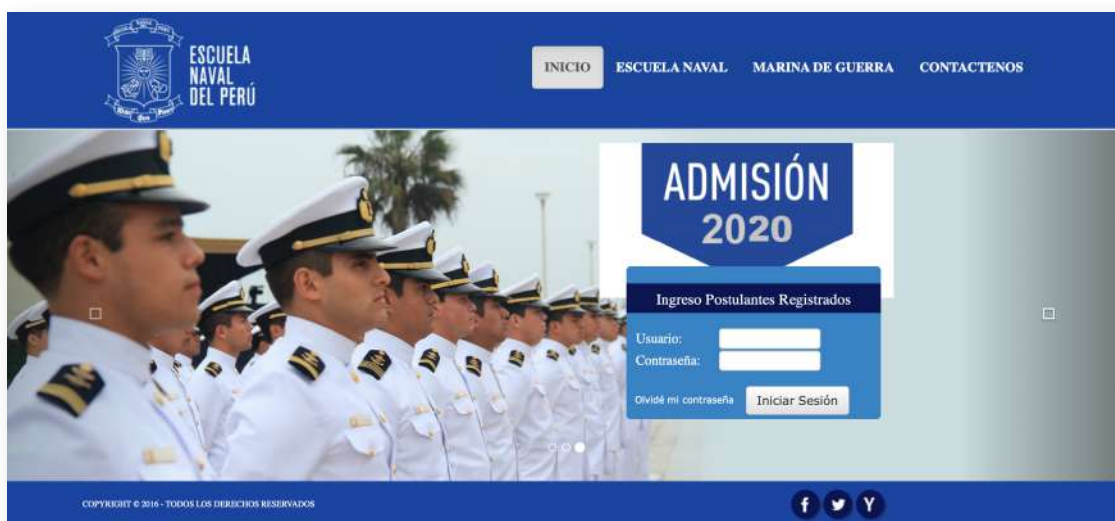 ESCUELA
NAVAL
DEL PERÚ
INICIO
ESCUELA NAVAL
MARINA DE GUERRA
CONTACTENOS
ADMISIÓN
2020
Ingreso Postulantes Registrados
Usuario:
Contraseña:
Olvidé mi contraseña
Iniciar Sesión
COPYRIGHT © 2016 - TODOS LOS DERECHOS RESERVADOS